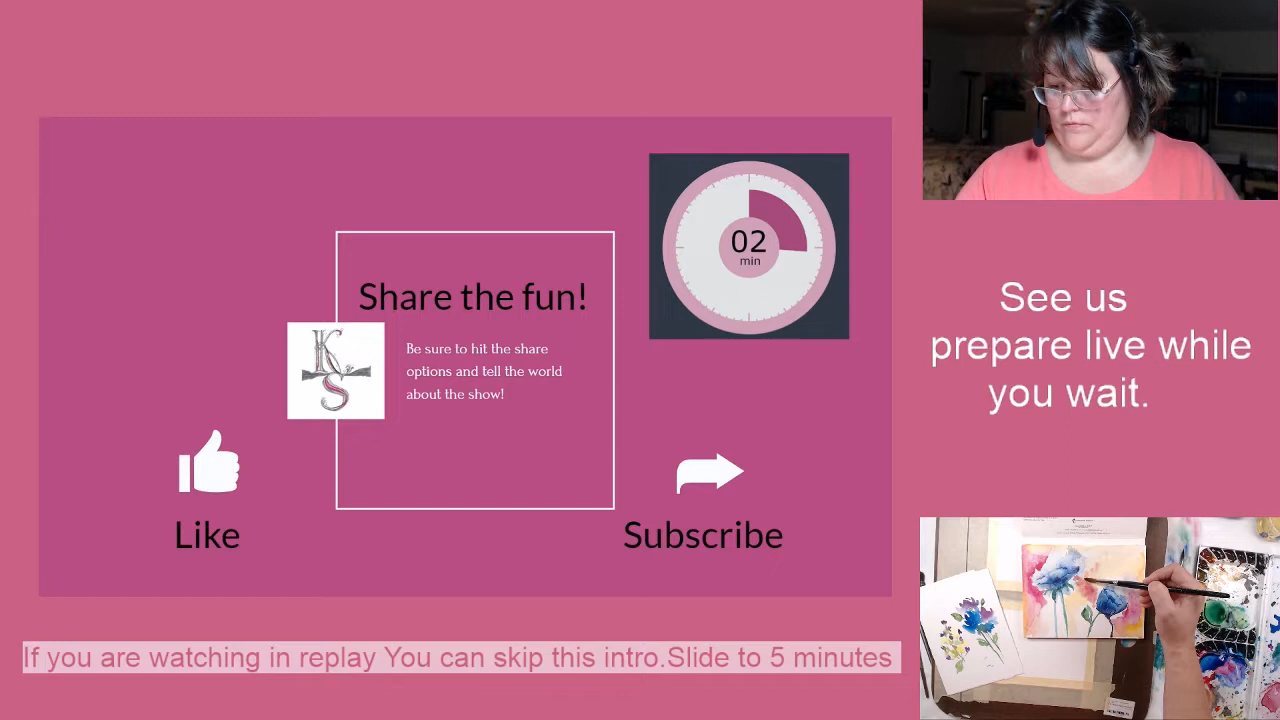 02
min
Share the fun!
Be sure to hit the share
options and tell the world
about the show!
KS
Like
Subscribe
See us
prepare live while
you wait.
If you are watching in replay You can skip this intro.Slide to 5 minutes